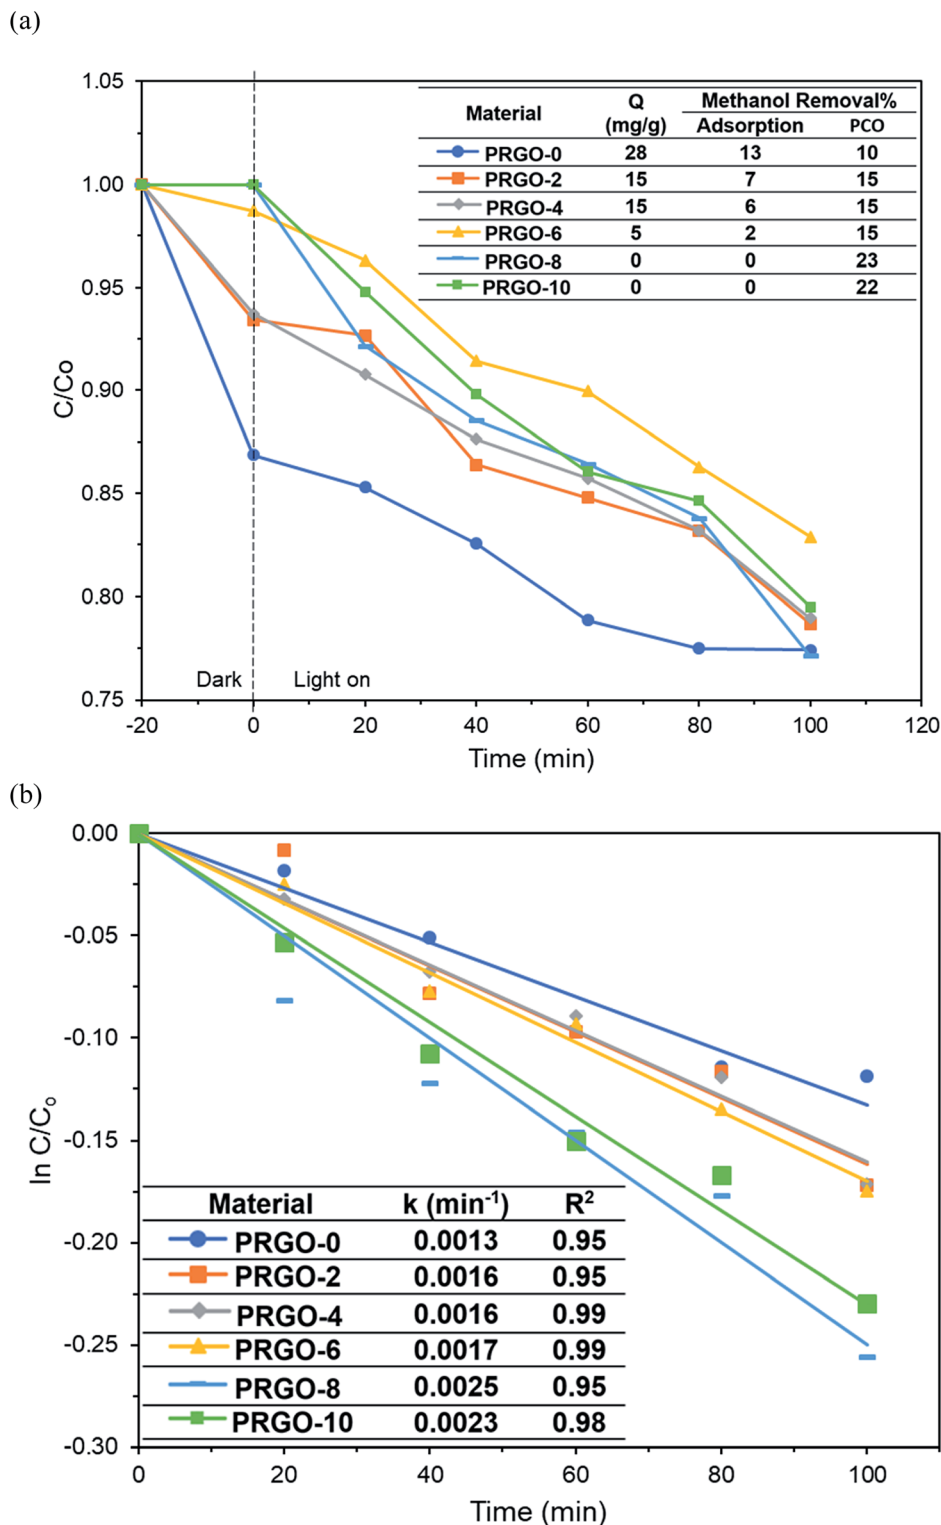 (a)
1.05
1.00
0.95
0.90
0.85
0.80
0.75
C/Co
Material Q (mg/g) Methanol Removal%
Adsorption PCO
PRGO-0 28 13 10
PRGO-2 15 7 15
PRGO-4 15 6 15
PRGO-6 5 2 15
PRGO-8 0 0 23
PRGO-10 0 0 22
Dark Light on
-20 0 20 40 60 80 100 120
Time (min)
(b)
0.00
-0.05
-0.10
-0.15
-0.20
-0.25
-0.30
ln C/C₀
Material k (min⁻¹) R²
PRGO-0 0.0013 0.95
PRGO-2 0.0016 0.95
PRGO-4 0.0016 0.99
PRGO-6 0.0017 0.99
PRGO-8 0.0025 0.95
PRGO-10 0.0023 0.98
0 20 40 60 80 100
Time (min)